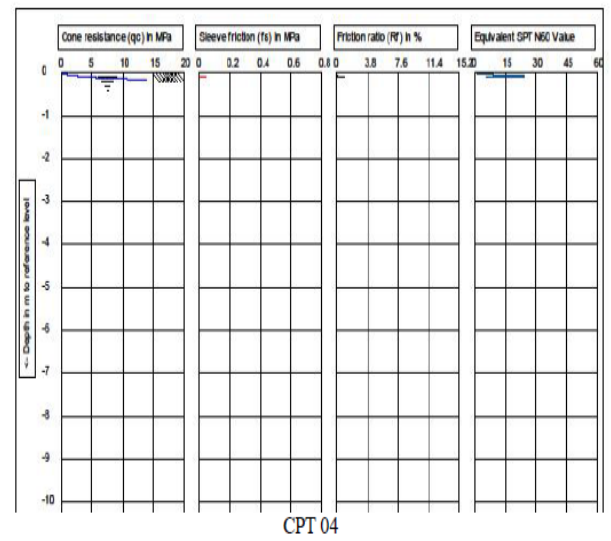 Cone resistance (qc) in MPa Sleeve friction (fs) in MPa Friction ratio (Rf) in % Equivalent SPT N60 Value
0 5 10 15 20 0 0.2 0.4 0.6 0.8 0 3.8 7.6 11.4 15.2 0 15 30 45 60
0
-1
-2
-3
-4
-5
-6
-7
-8
-9
-10
<- Depth in m to reference level
CPT 04